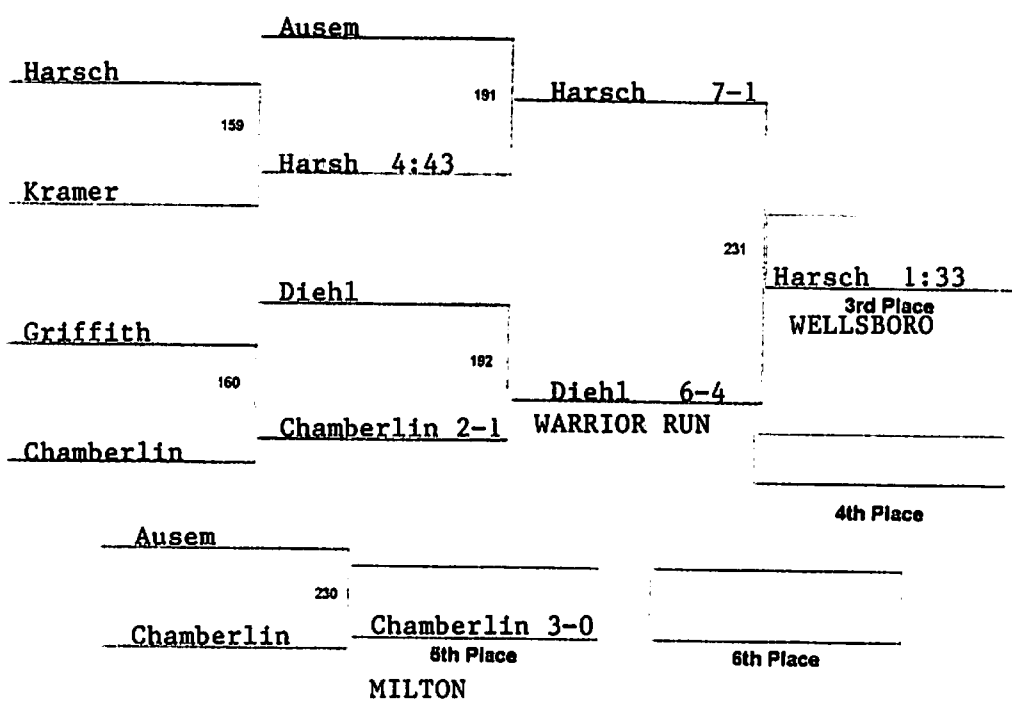 Ausem
Harsch
191
Harsch 7-1
159
Harsh 4:43
Kramer
231
Harsch 1:33
3rd Place
WELLSBORO
Diehl
Griffith
192
160
Diehl 6-4
WARRIOR RUN
Chamberlin 2-1
Chamberlin
4th Place
Ausem
230
Chamberlin
Chamberlin 3-0
5th Place
6th Place
MILTON